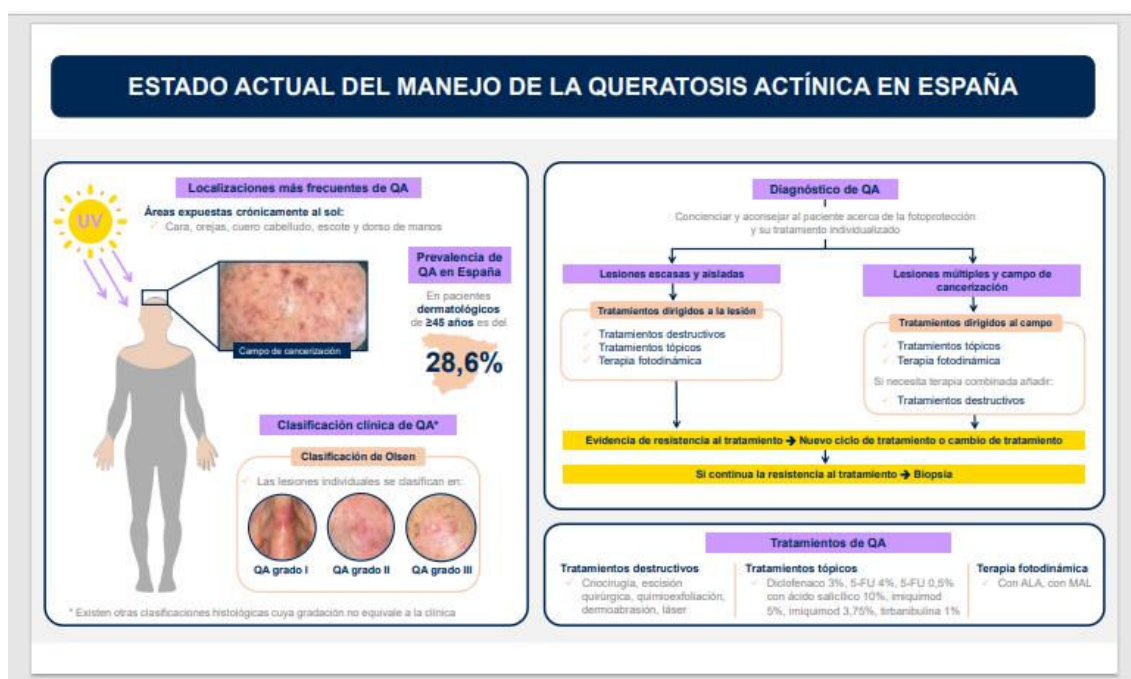 ESTADO ACTUAL DEL MANEJO DE LA QUERATOSIS ACTÍNICA EN ESPAÑA
Localizaciones más frecuentes de QA
UV
Áreas expuestas crónicamente al sol:
Cara, orejas, cuero cabelludo, escote y dorso de manos
Campo de cancerización
Prevalencia de
QA en España
En pacientes
dermatológicos
de ≥45 años es del
28,6%
Clasificación clínica de QA*
Clasificación de Olsen
Las lesiones individuales se clasifican en:
QA grado I
QA grado II
QA grado III
* Existen otras clasificaciones histológicas cuya gradación no equivale a la clínica
Diagnóstico de QA
Concienciar y aconsejar al paciente acerca de la fotoprotección
y su tratamiento individualizado
Lesiones escasas y aisladas
Tratamientos dirigidos a la lesión
Tratamientos destructivos
Tratamientos tópicos
Terapia fotodinámica
Lesiones múltiples y campo de
cancerización
Tratamientos dirigidos al campo
Tratamientos tópicos
Terapia fotodinámica
Si necesita terapia combinada añadir:
Tratamientos destructivos
Evidencia de resistencia al tratamiento → Nuevo ciclo de tratamiento o cambio de tratamiento
Si continua la resistencia al tratamiento → Biopsia
Tratamientos de QA
Tratamientos destructivos
Criocirugía, escisión
quirúrgica, quimioexfoliación,
dermoabrasión, láser
Tratamientos tópicos
Diclofenaco 3%, 5-FU 4%, 5-FU 0,5%
con ácido salicílico 10%, imiquimod
5%, imiquimod 3,75%, tirbanibulina 1%
Terapia fotodinámica
Con ALA, con MAL